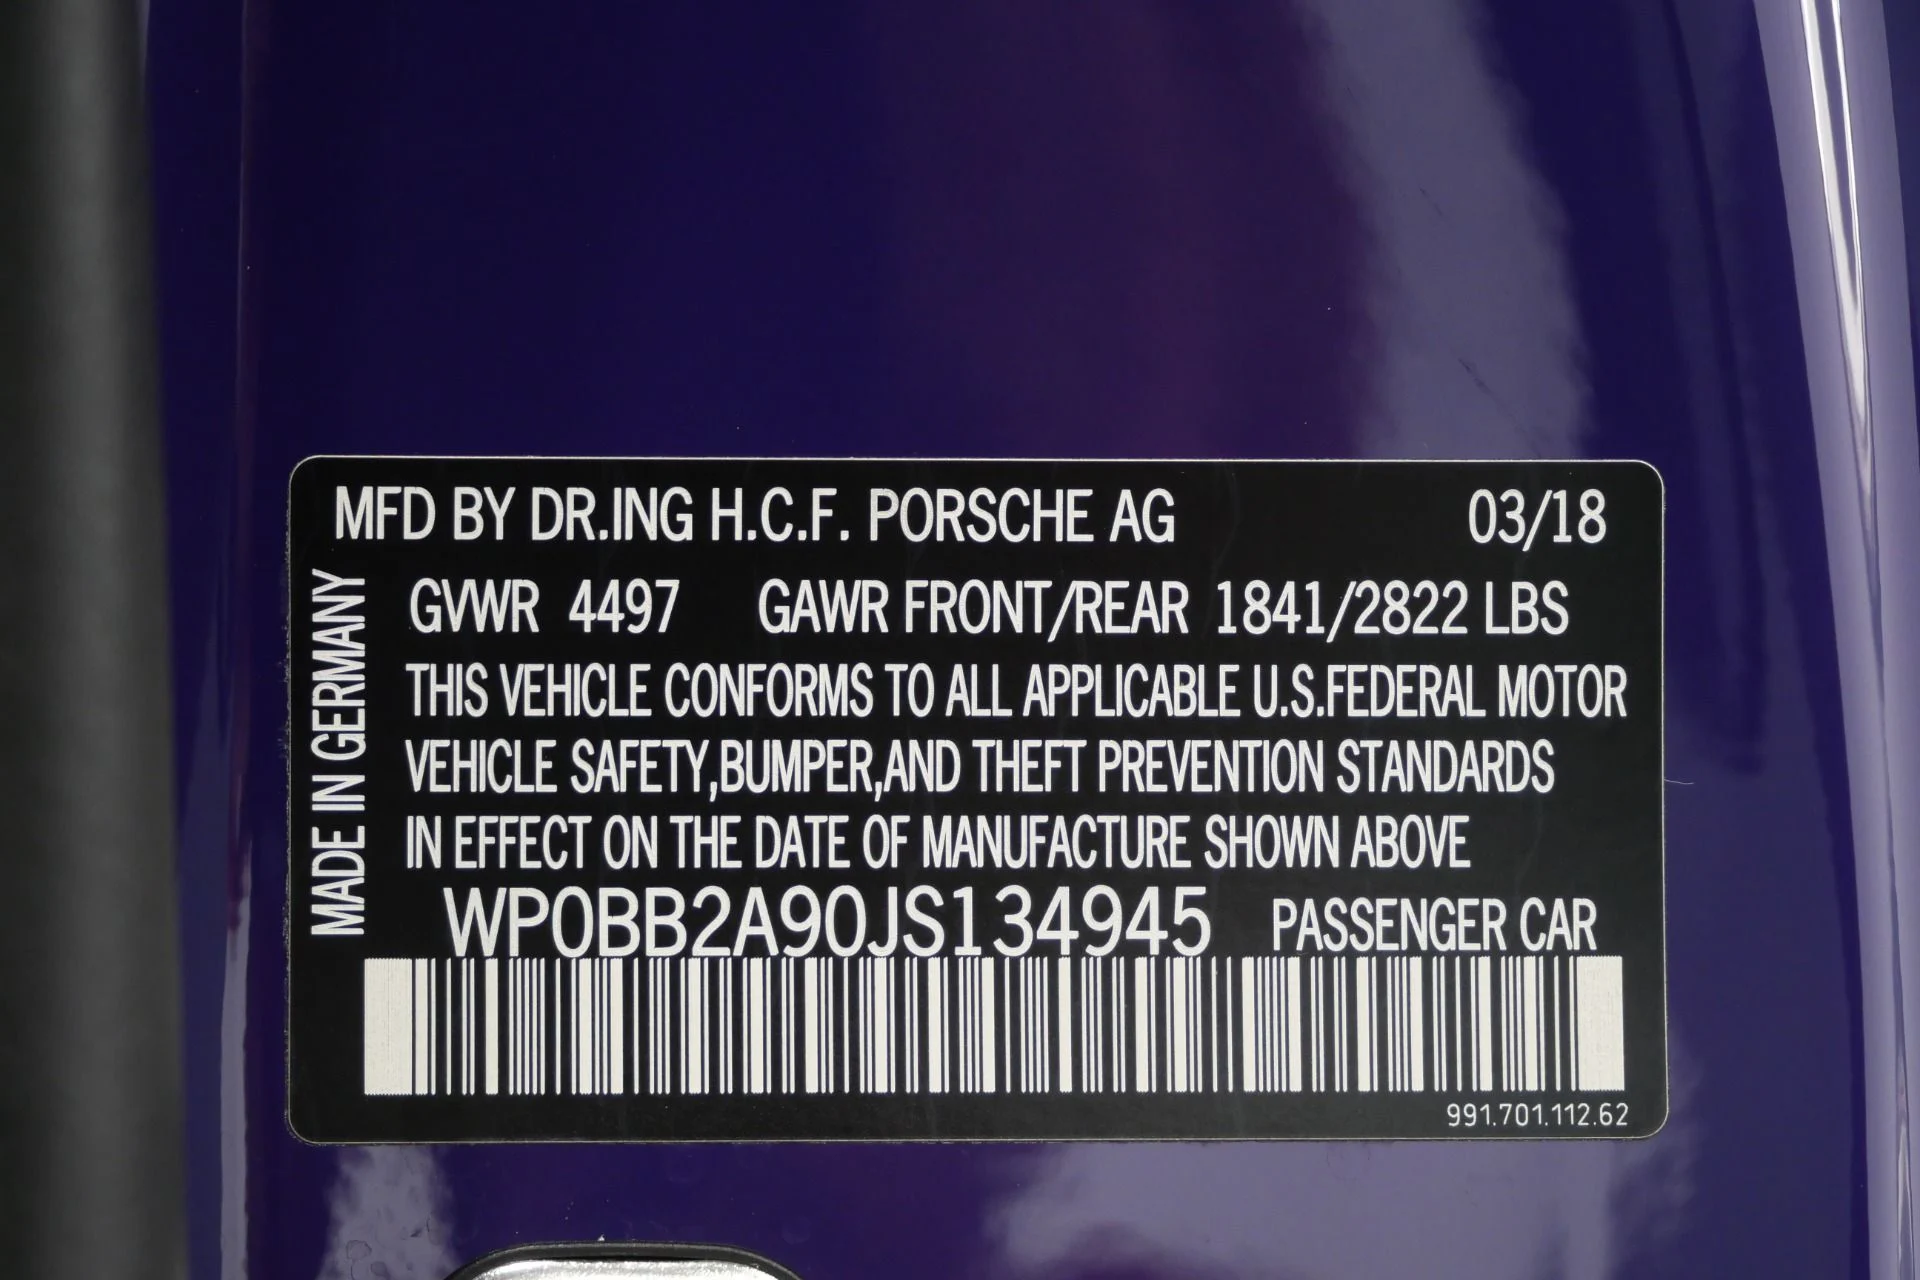 MFD BY DR.ING H.C.F. PORSCHE AG 03/18
MADE IN GERMANY
GVWR 4497 GAWR FRONT/REAR 1841/2822 LBS
THIS VEHICLE CONFORMS TO ALL APPLICABLE U.S.FEDERAL MOTOR
VEHICLE SAFETY,BUMPER,AND THEFT PREVENTION STANDARDS
IN EFFECT ON THE DATE OF MANUFACTURE SHOWN ABOVE
WP0BB2A90JS134945 PASSENGER CAR
991.701.112.62